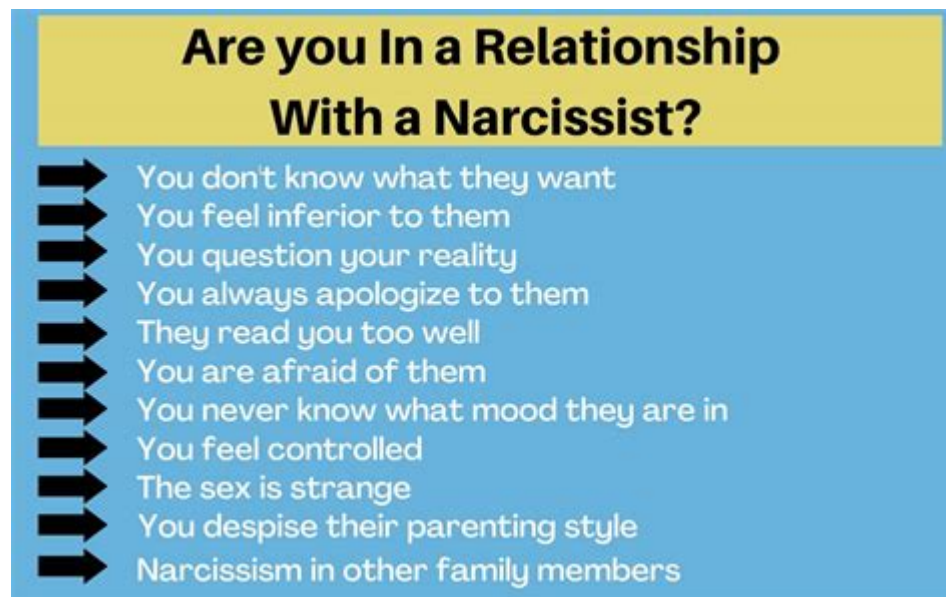 Are you In a Relationship
With a Narcissist?
You don't know what they want
You feel inferior to them
You question your reality
You always apologize to them
They read you too well
You are afraid of them
You never know what mood they are in
You feel controlled
The sex is strange
You despise their parenting style
Narcissism in other family members